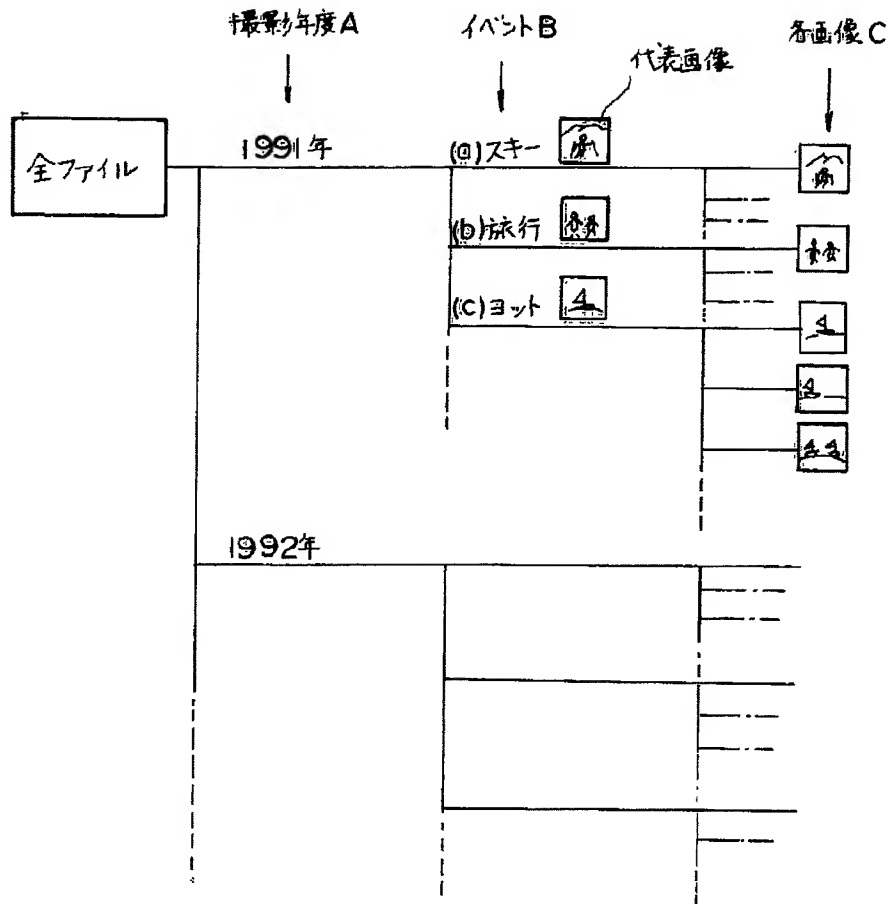 撮影年度A
イベントB
各画像C
代表画像
全ファイル
1991年
(a)スキー
(b)旅行
(c)ヨット
1992年